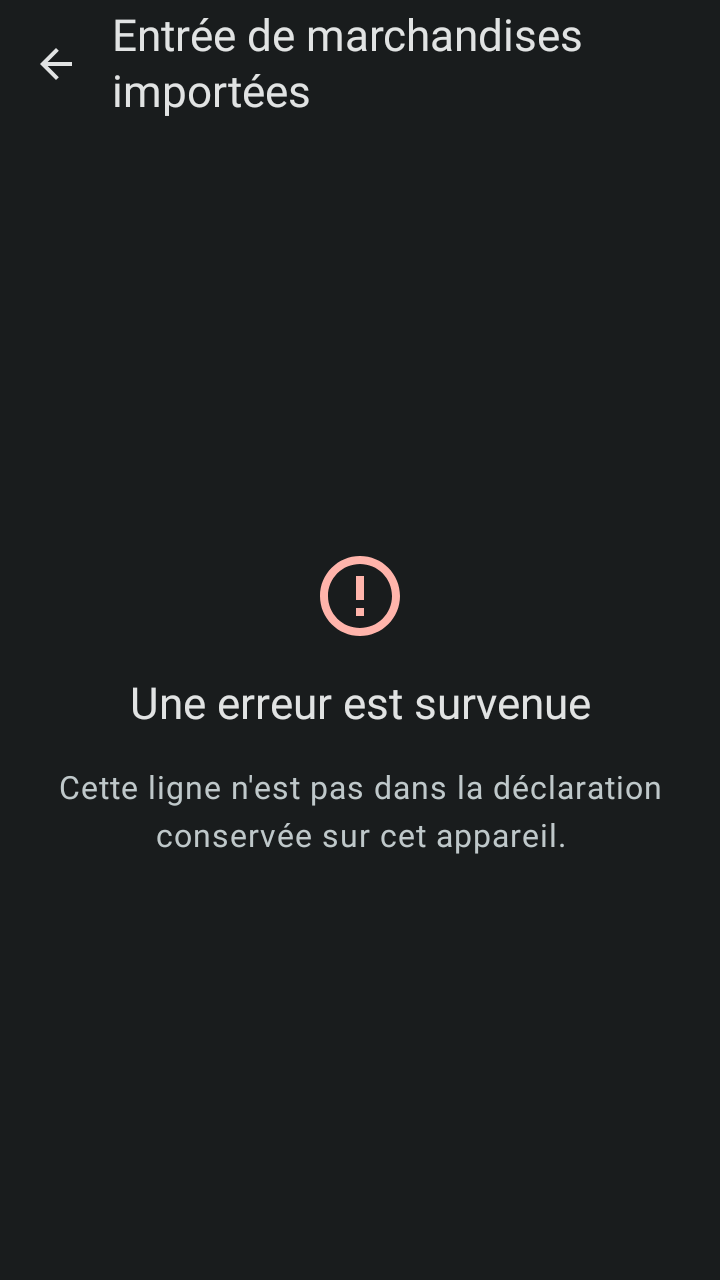 Entrée de marchandises
importées
Une erreur est survenue
Cette ligne n'est pas dans la déclaration
conservée sur cet appareil.